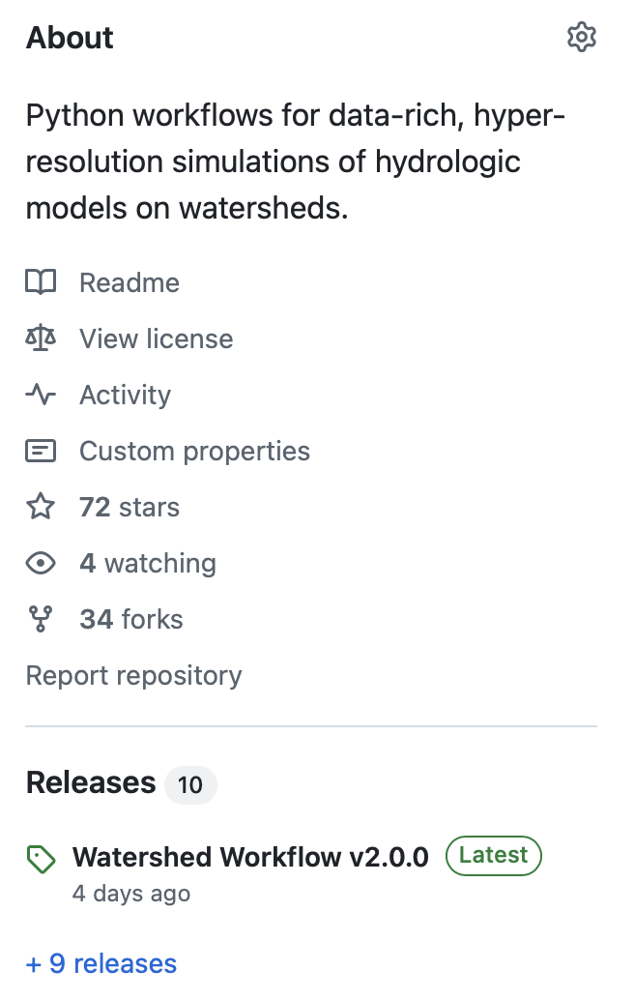 About
Python workflows for data-rich, hyper-
resolution simulations of hydrologic
models on watersheds.
Readme
View license
Activity
Custom properties
72 stars
4 watching
34 forks
Report repository
Releases 10
Watershed Workflow v2.0.0 Latest
4 days ago
+ 9 releases